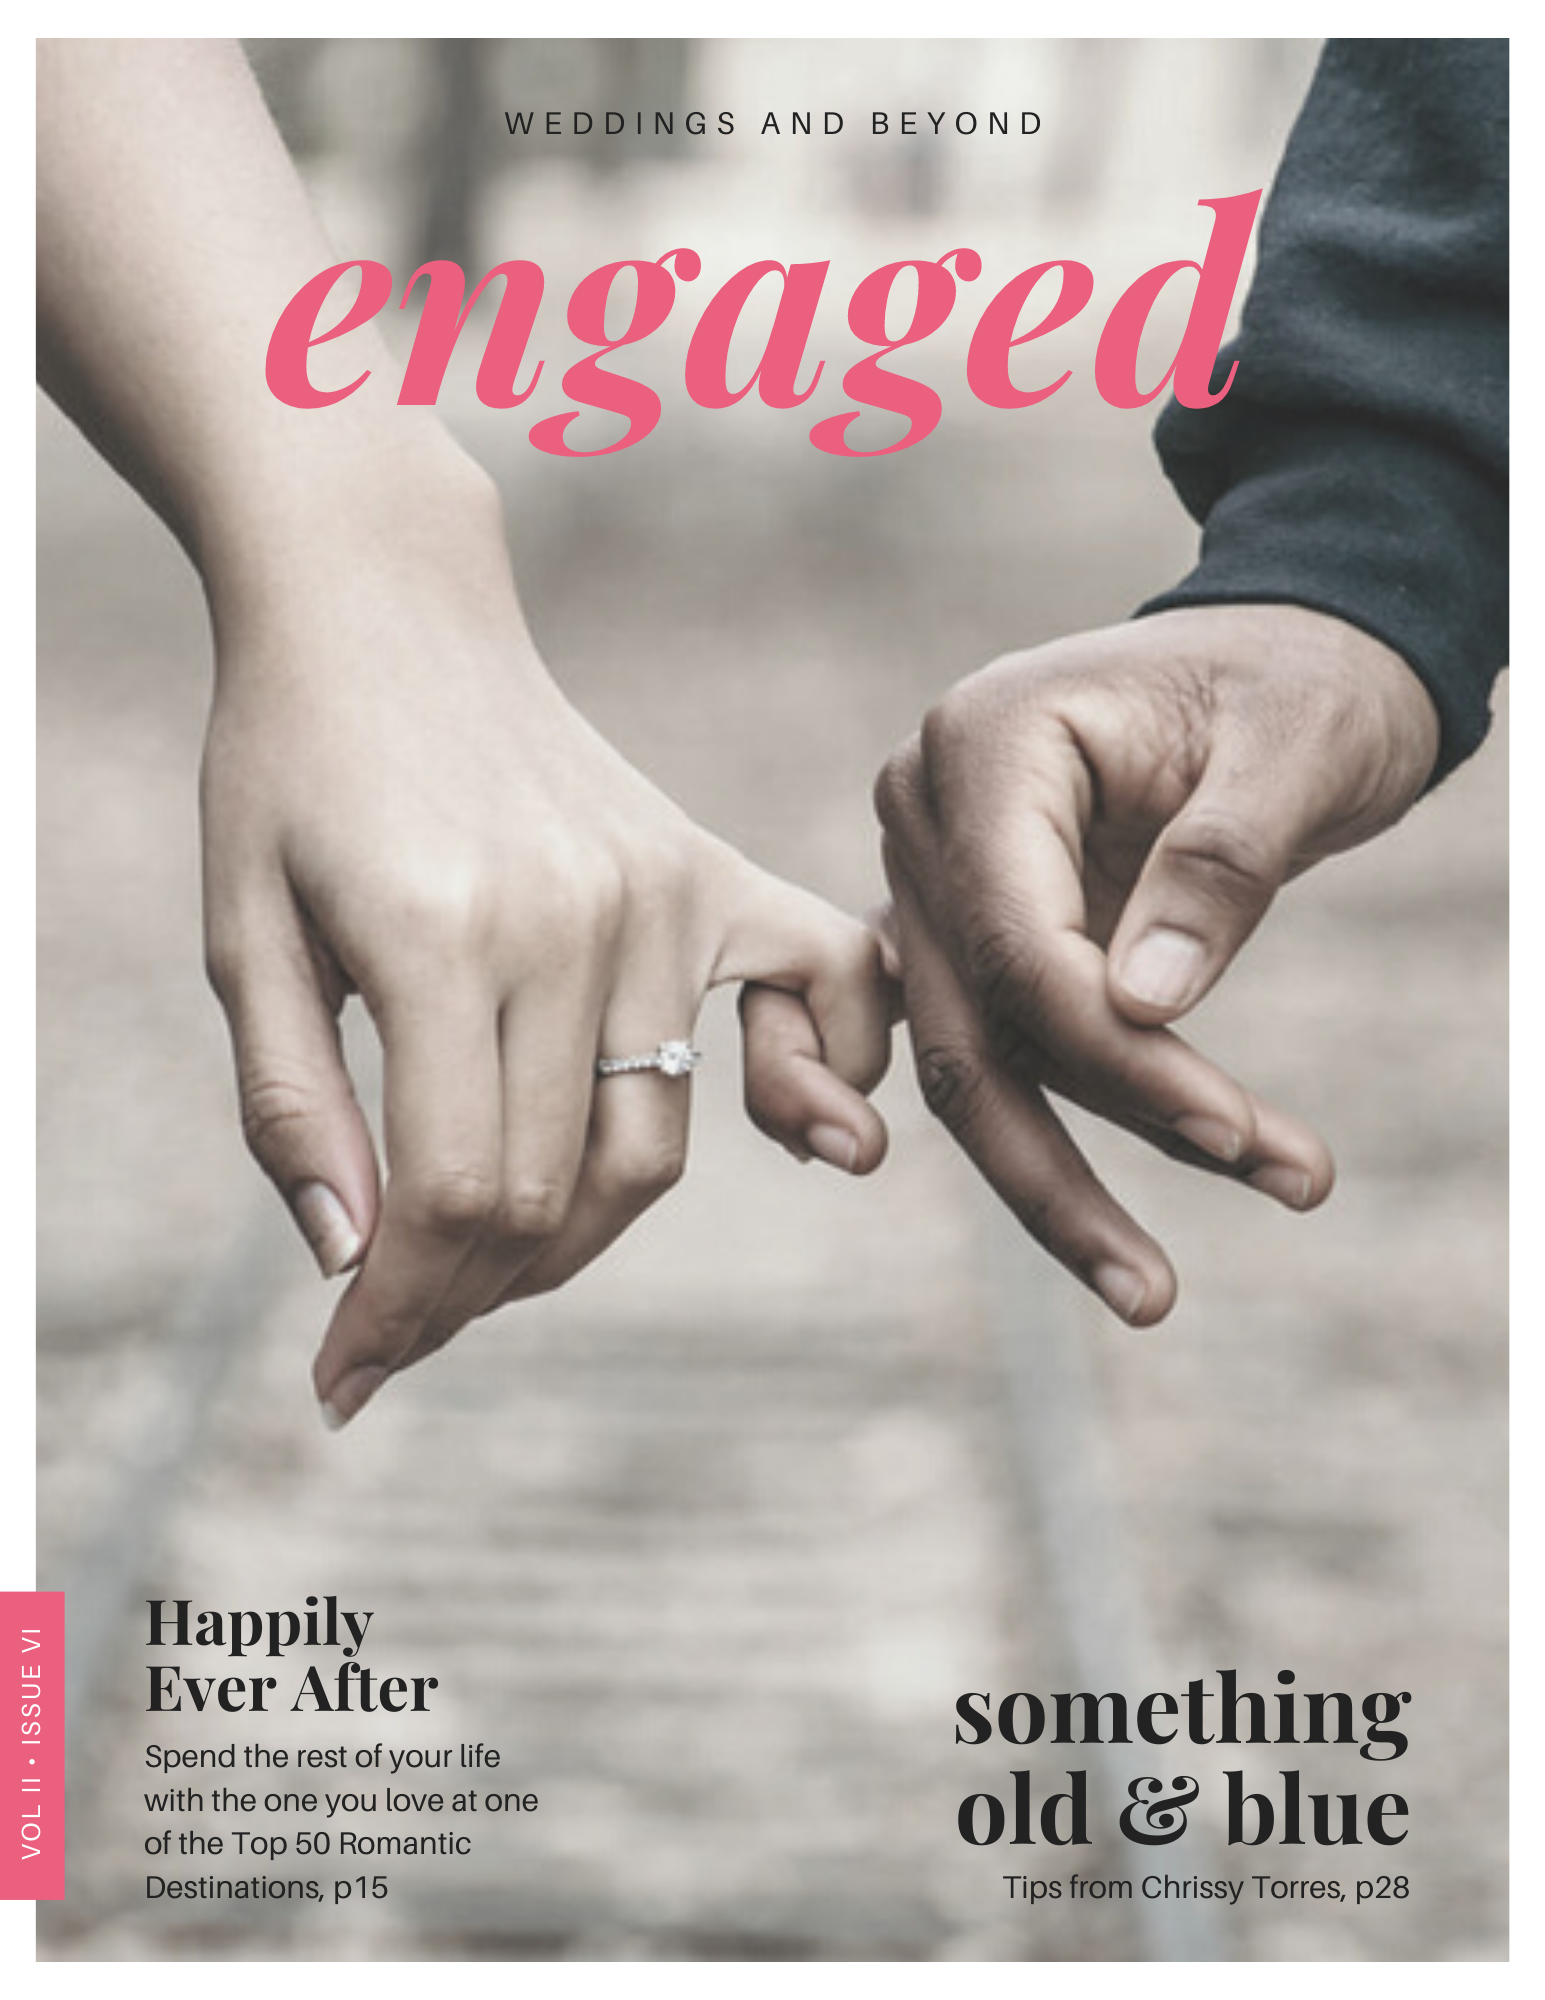 WEDDINGS AND BEYOND
engaged
Happily
Ever After
Spend the rest of your life
with the one you love at one
of the Top 50 Romantic
Destinations, p15
something
old & blue
Tips from Chrissy Torres, p28
VOL II • ISSUE VI